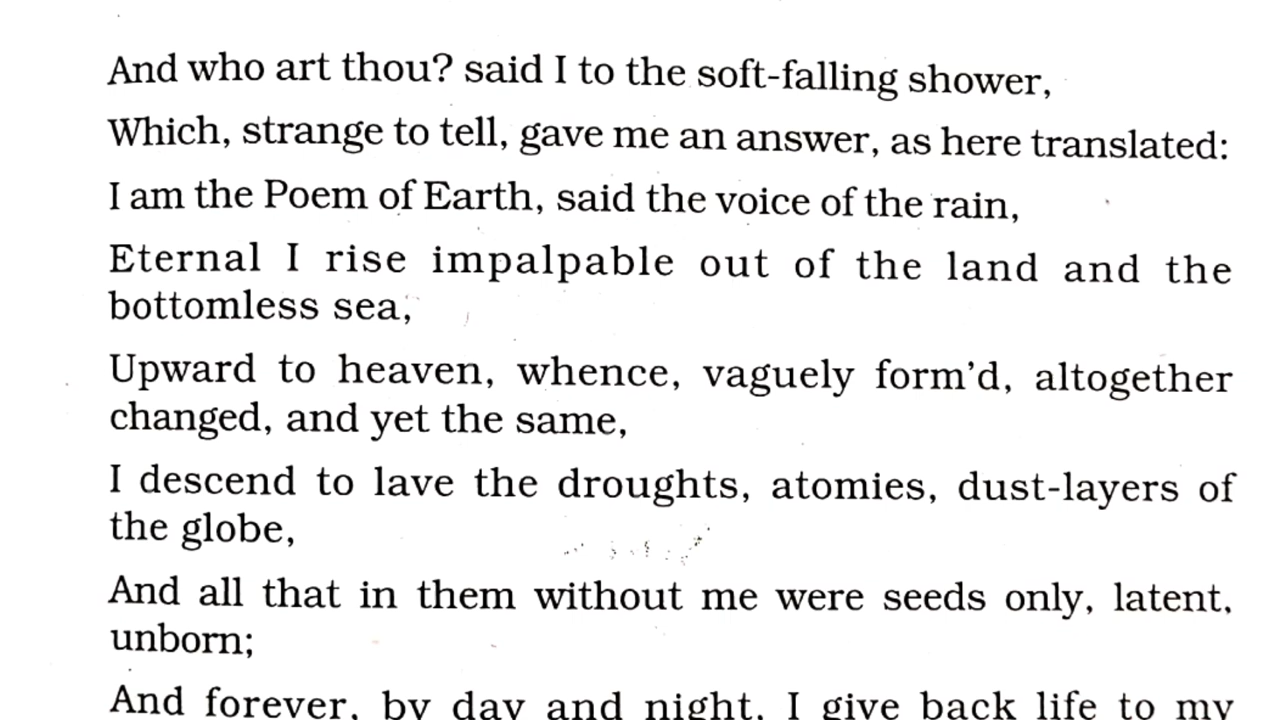 And who art thou? said I to the soft-falling shower,
Which, strange to tell, gave me an answer, as here translated:
I am the Poem of Earth, said the voice of the rain,
Eternal I rise impalpable out of the land and the
bottomless sea,
Upward to heaven, whence, vaguely form'd, altogether
changed, and yet the same,
I descend to lave the droughts, atomies, dust-layers of
the globe,
And all that in them without me were seeds only, latent,
unborn;
And forever, by day and night, I give back life to my